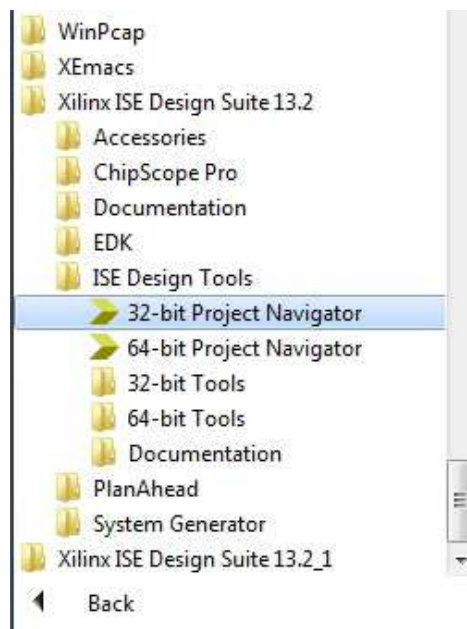 WinPcap
XEmacs
Xilinx ISE Design Suite 13.2
Accessories
ChipScope Pro
Documentation
EDK
ISE Design Tools
32-bit Project Navigator
64-bit Project Navigator
32-bit Tools
64-bit Tools
Documentation
PlanAhead
System Generator
Xilinx ISE Design Suite 13.2_1
Back